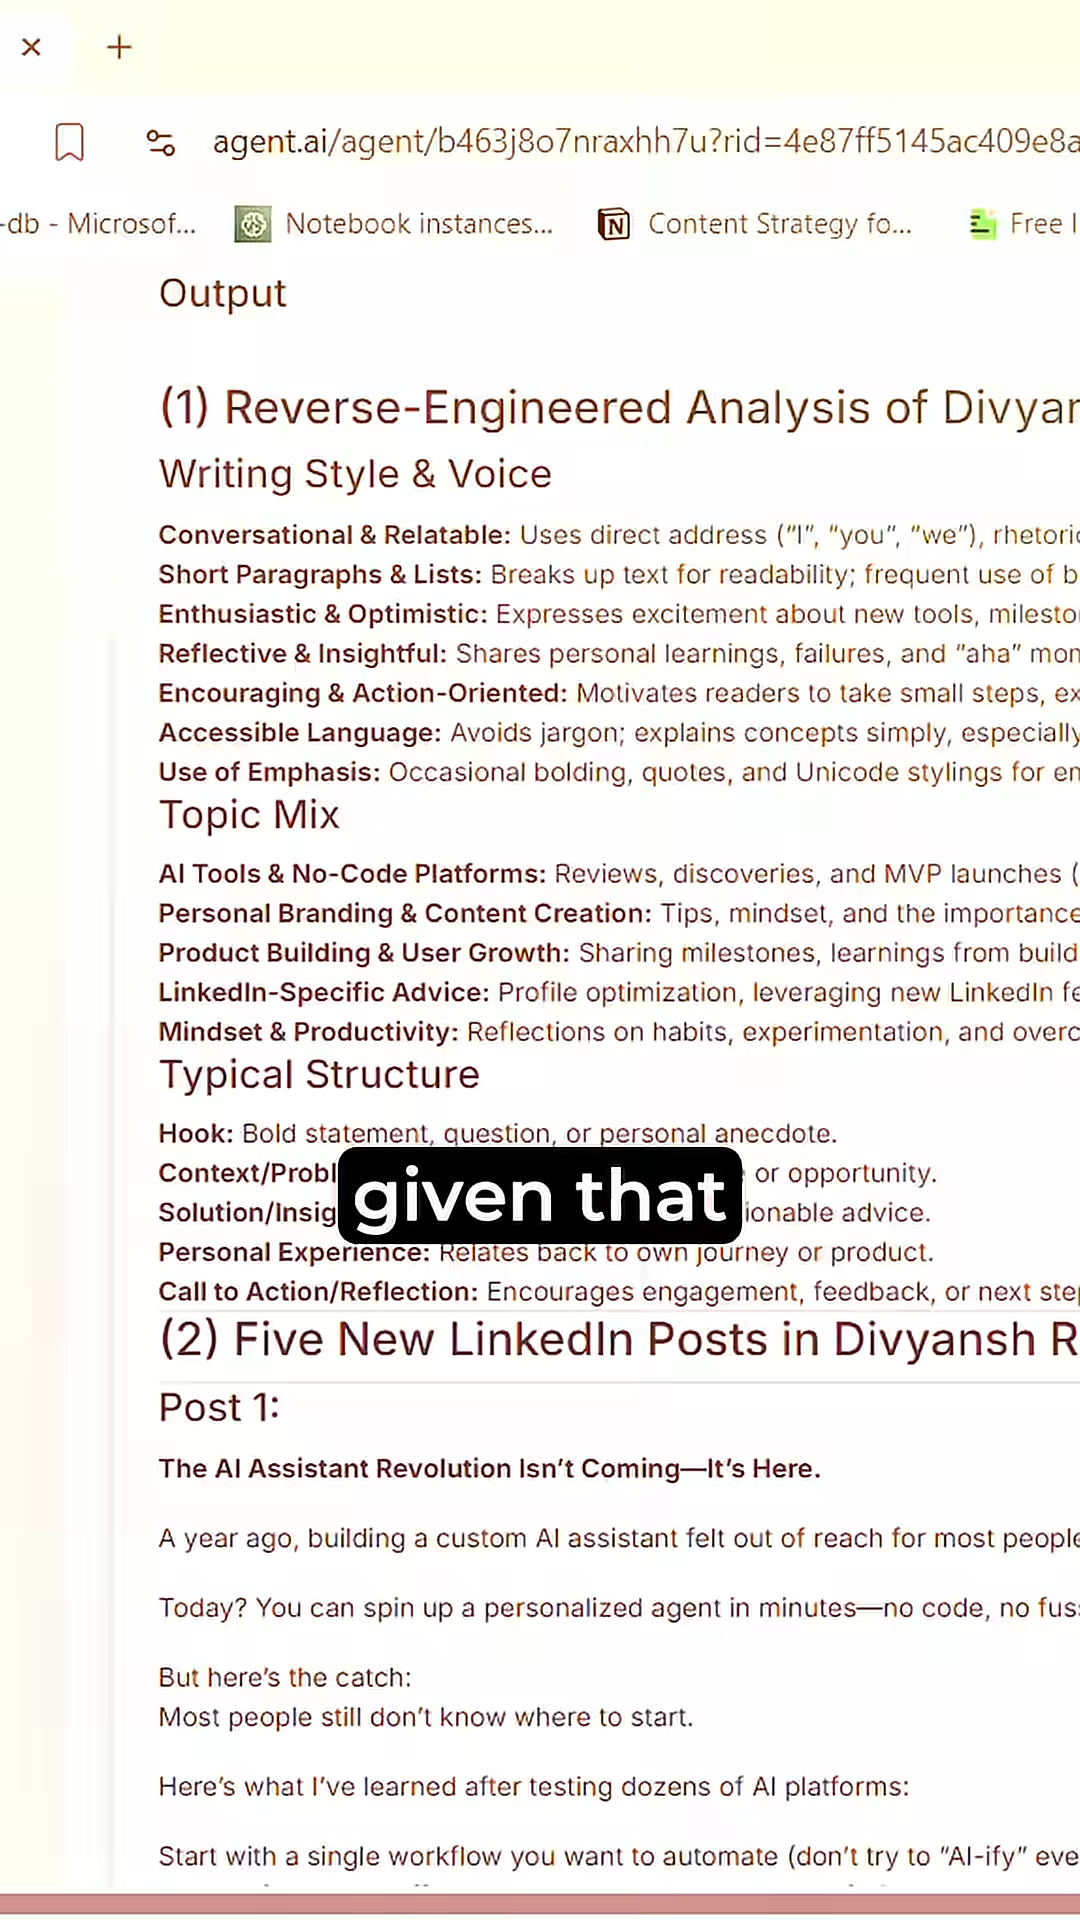 agent.ai/agent/b463j8o7nraxhh7u?rid=4e87ff5145ac409e8a
-db - Microsof... Notebook instances... Content Strategy fo... Free I
Output
(1) Reverse-Engineered Analysis of Divyan
Writing Style & Voice
Conversational & Relatable: Uses direct address ("I", "you", "we"), rhetoric
Short Paragraphs & Lists: Breaks up text for readability; frequent use of b
Enthusiastic & Optimistic: Expresses excitement about new tools, milesto
Reflective & Insightful: Shares personal learnings, failures, and "aha" mom
Encouraging & Action-Oriented: Motivates readers to take small steps, ex
Accessible Language: Avoids jargon; explains concepts simply, especially
Use of Emphasis: Occasional bolding, quotes, and Unicode stylings for em
Topic Mix
AI Tools & No-Code Platforms: Reviews, discoveries, and MVP launches (
Personal Branding & Content Creation: Tips, mindset, and the importance
Product Building & User Growth: Sharing milestones, learnings from build
LinkedIn-Specific Advice: Profile optimization, leveraging new LinkedIn fe
Mindset & Productivity: Reflections on habits, experimentation, and overc
Typical Structure
Hook: Bold statement, question, or personal anecdote.
Context/Probl or opportunity.
given that
Solution/Insig ionable advice.
Personal Experience: Relates back to own journey or product.
Call to Action/Reflection: Encourages engagement, feedback, or next step
(2) Five New LinkedIn Posts in Divyansh R
Post 1:
The AI Assistant Revolution Isn't Coming—It's Here.
A year ago, building a custom AI assistant felt out of reach for most people
Today? You can spin up a personalized agent in minutes—no code, no fuss
But here's the catch:
Most people still don't know where to start.
Here's what I've learned after testing dozens of AI platforms:
Start with a single workflow you want to automate (don't try to "AI-ify" eve